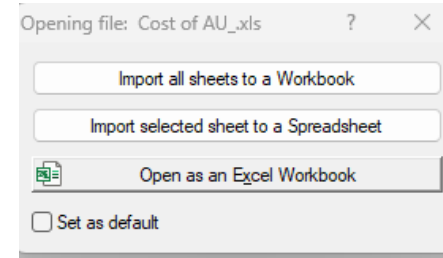 Opening file: Cost of AU_.xls ?
Import all sheets to a Workbook
Import selected sheet to a Spreadsheet
Open as an Excel Workbook
Set as default